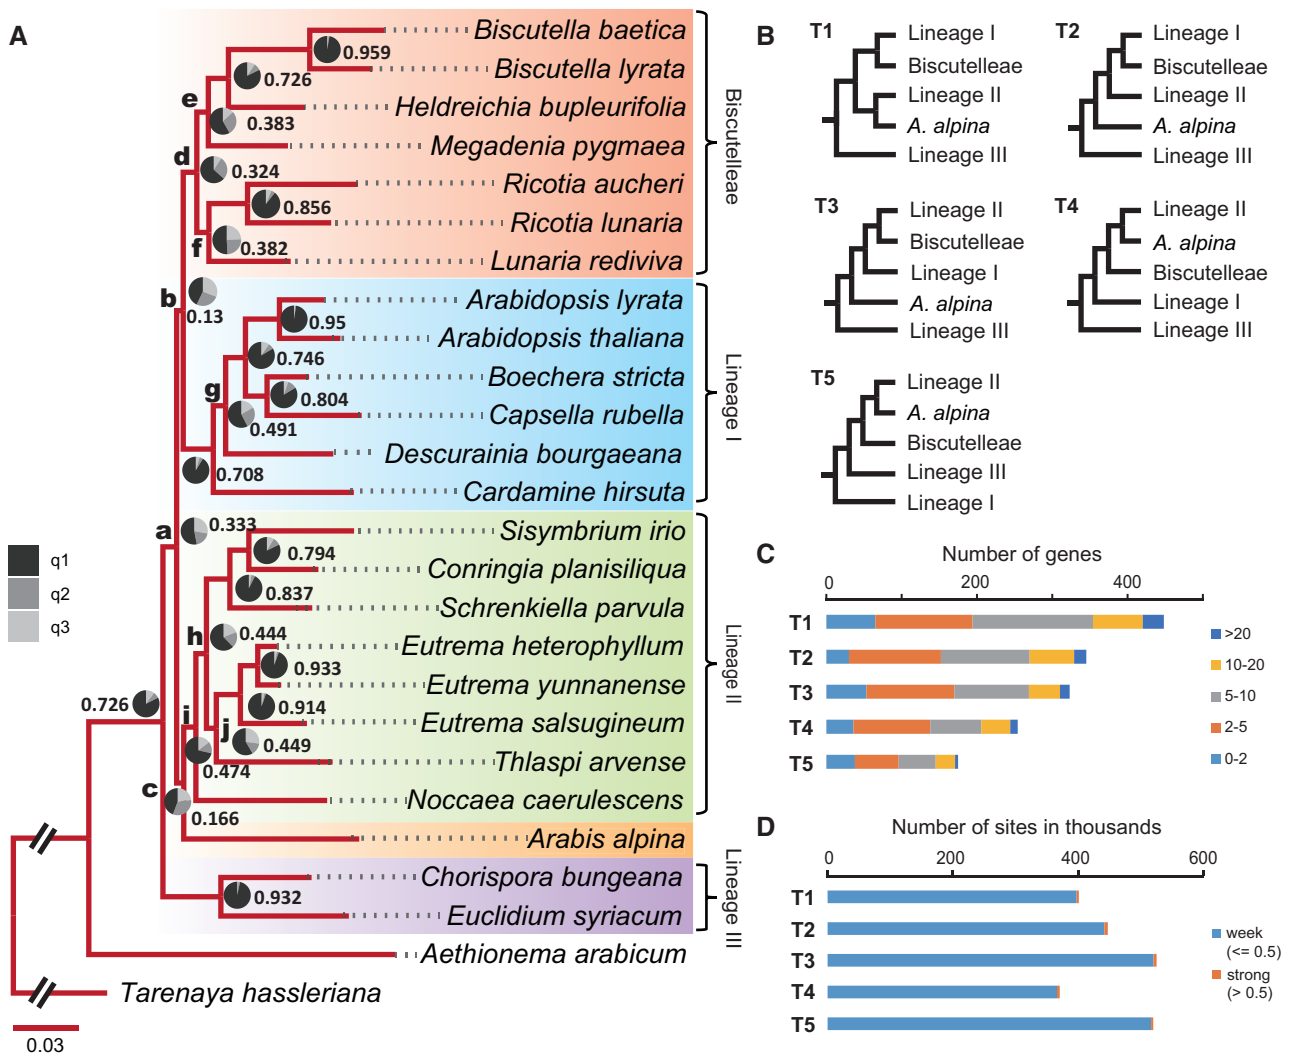 A
Biscutella baetica
0.959
Biscutella lyrata
0.726
e
Heldreichia bupleurifolia
0.383
Megadenia pygmaea
d
0.324
Ricotia aucheri
0.856
Ricotia lunaria
f
0.382
Lunaria rediviva
Biscutelleae
b
0.13
Arabidopsis lyrata
0.95
Arabidopsis thaliana
0.746
Boechera stricta
g
0.804
Capsella rubella
0.491
Descurainia bourgaeana
0.708
Cardamine hirsuta
Lineage I
a
0.333
Sisymbrium irio
0.794
Conringia planisiliqua
0.837
Schrenkiella parvula
h
0.444
Eutrema heterophyllum
0.933
Eutrema yunnanense
0.914
Eutrema salsugineum
i
j
0.449
Thlaspi arvense
0.474
Noccaea caerulescens
Lineage II
c
0.166
Arabis alpina
Chorispora bungeana
0.932
Euclidium syriacum
Lineage III
0.726
Aethionema arabicum
Tarenaya hassleriana
0.03
q1
q2
q3
B
T1
Lineage I
Biscutelleae
Lineage II
A. alpina
Lineage III
T2
Lineage I
Biscutelleae
Lineage II
A. alpina
Lineage III
T3
Lineage II
Biscutelleae
Lineage I
A. alpina
Lineage III
T4
Lineage II
A. alpina
Biscutelleae
Lineage I
Lineage III
T5
Lineage II
A. alpina
Biscutelleae
Lineage III
Lineage I
C
Number of genes
0 200 400
T1
T2
T3
T4
T5
>20
10-20
5-10
2-5
0-2
D
Number of sites in thousands
0 200 400 600
T1
T2
T3
T4
T5
week
(<= 0.5)
strong
(> 0.5)